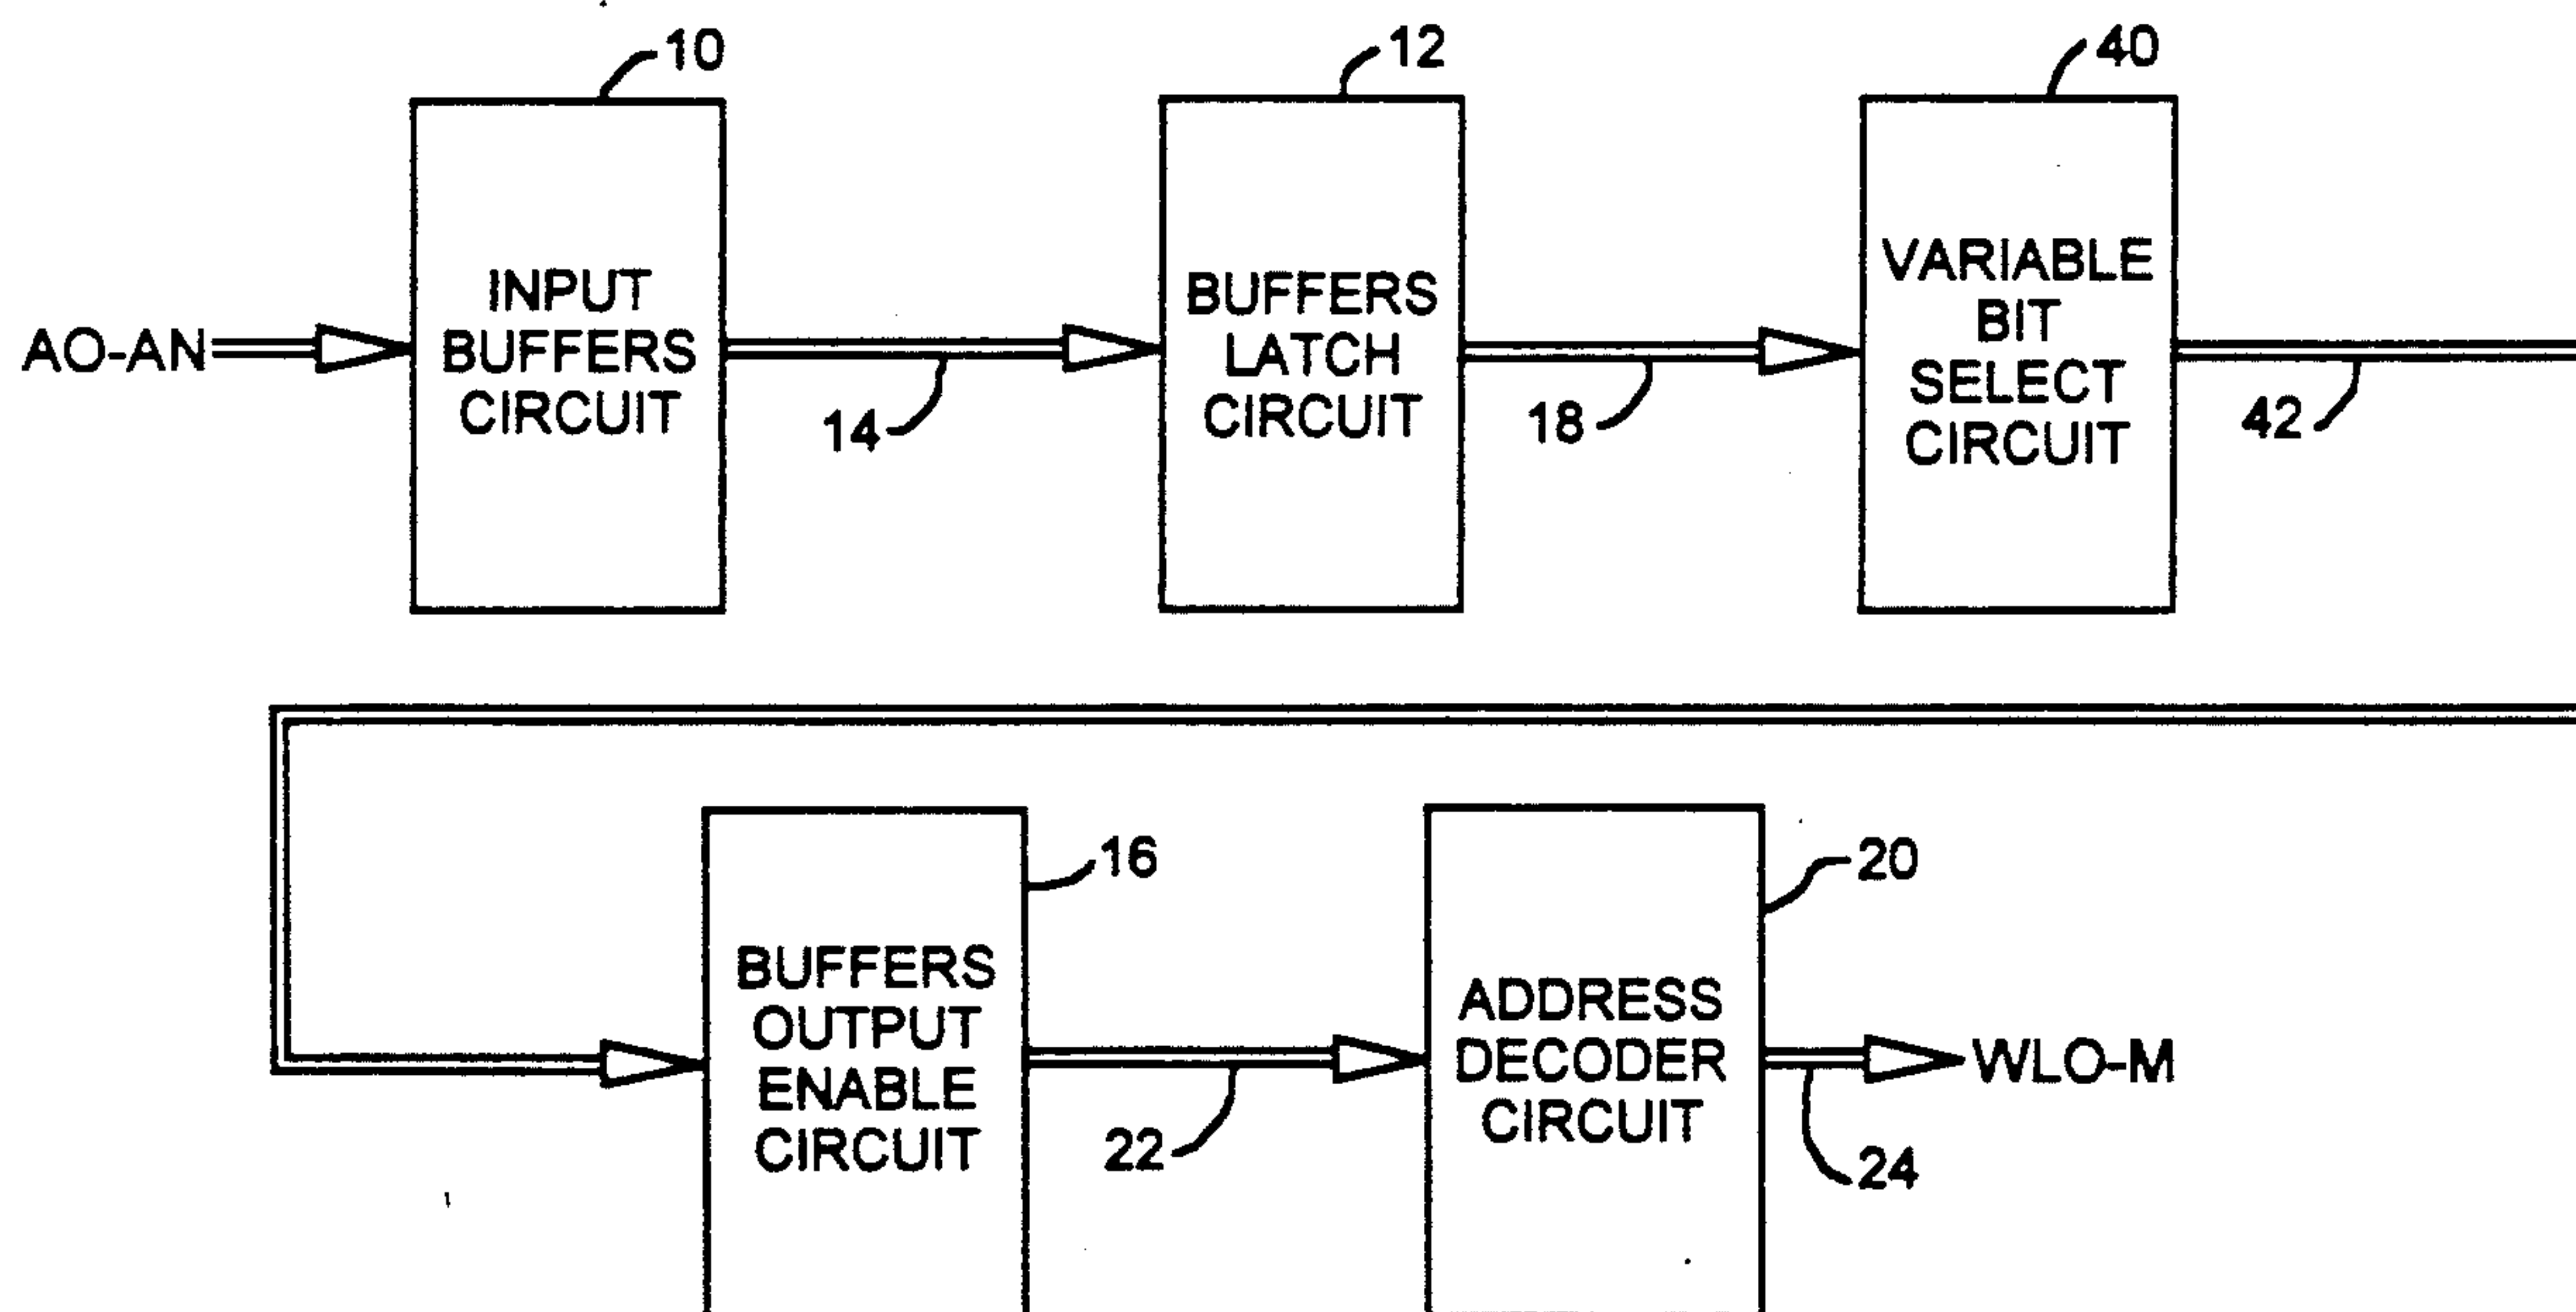 10
12
40
AO-AN
INPUT
BUFFERS
CIRCUIT
14
BUFFERS
LATCH
CIRCUIT
18
VARIABLE
BIT
SELECT
CIRCUIT
42
BUFFERS
OUTPUT
ENABLE
CIRCUIT
16
22
ADDRESS
DECODER
CIRCUIT
20
WLO-M
24